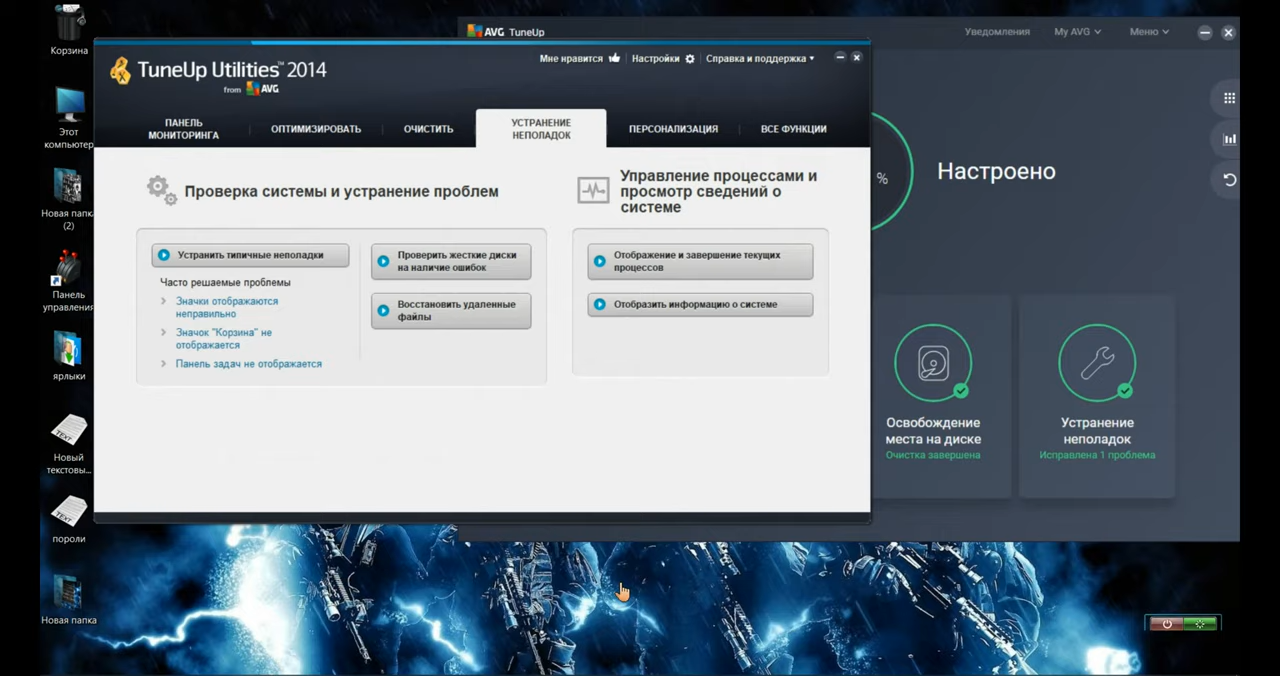 Корзина
Этот
компьютер
Новая папка
(2)
Панель
управления
ярлыки
TEXT
Новый
текстовы...
TEXT
пороли
Новая папка
AVG TuneUp
Уведомления
My AVG
Меню
TuneUp Utilities™ 2014
from AVG
Мне нравится
Настройки
Справка и поддержка
ПАНЕЛЬ
МОНИТОРИНГА
ОПТИМИЗИРОВАТЬ
ОЧИСТИТЬ
УСТРАНЕНИЕ
НЕПОЛАДОК
ПЕРСОНАЛИЗАЦИЯ
ВСЕ ФУНКЦИИ
Проверка системы и устранение проблем
Устранить типичные неполадки
Часто решаемые проблемы
Значки отображаются
неправильно
Значок "Корзина" не
отображается
Панель задач не отображается
Проверить жесткие диски
на наличие ошибок
Восстановить удаленные
файлы
Управление процессами и
просмотр сведений о
системе
Отображение и завершение текущих
процессов
Отобразить информацию о системе
%
Настроено
Освобождение
места на диске
Очистка завершена
Устранение
неполадок
Исправлена 1 проблема